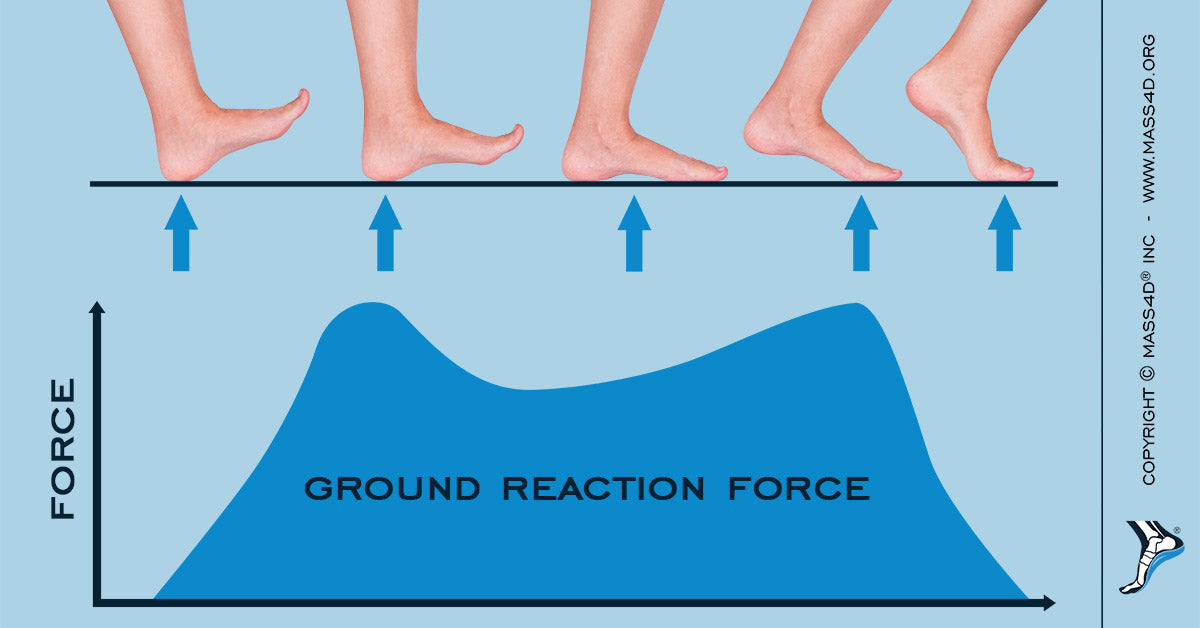 FORCE
GROUND REACTION FORCE
COPYRIGHT © MASS4D® INC - WWW.MASS4D.ORG
®